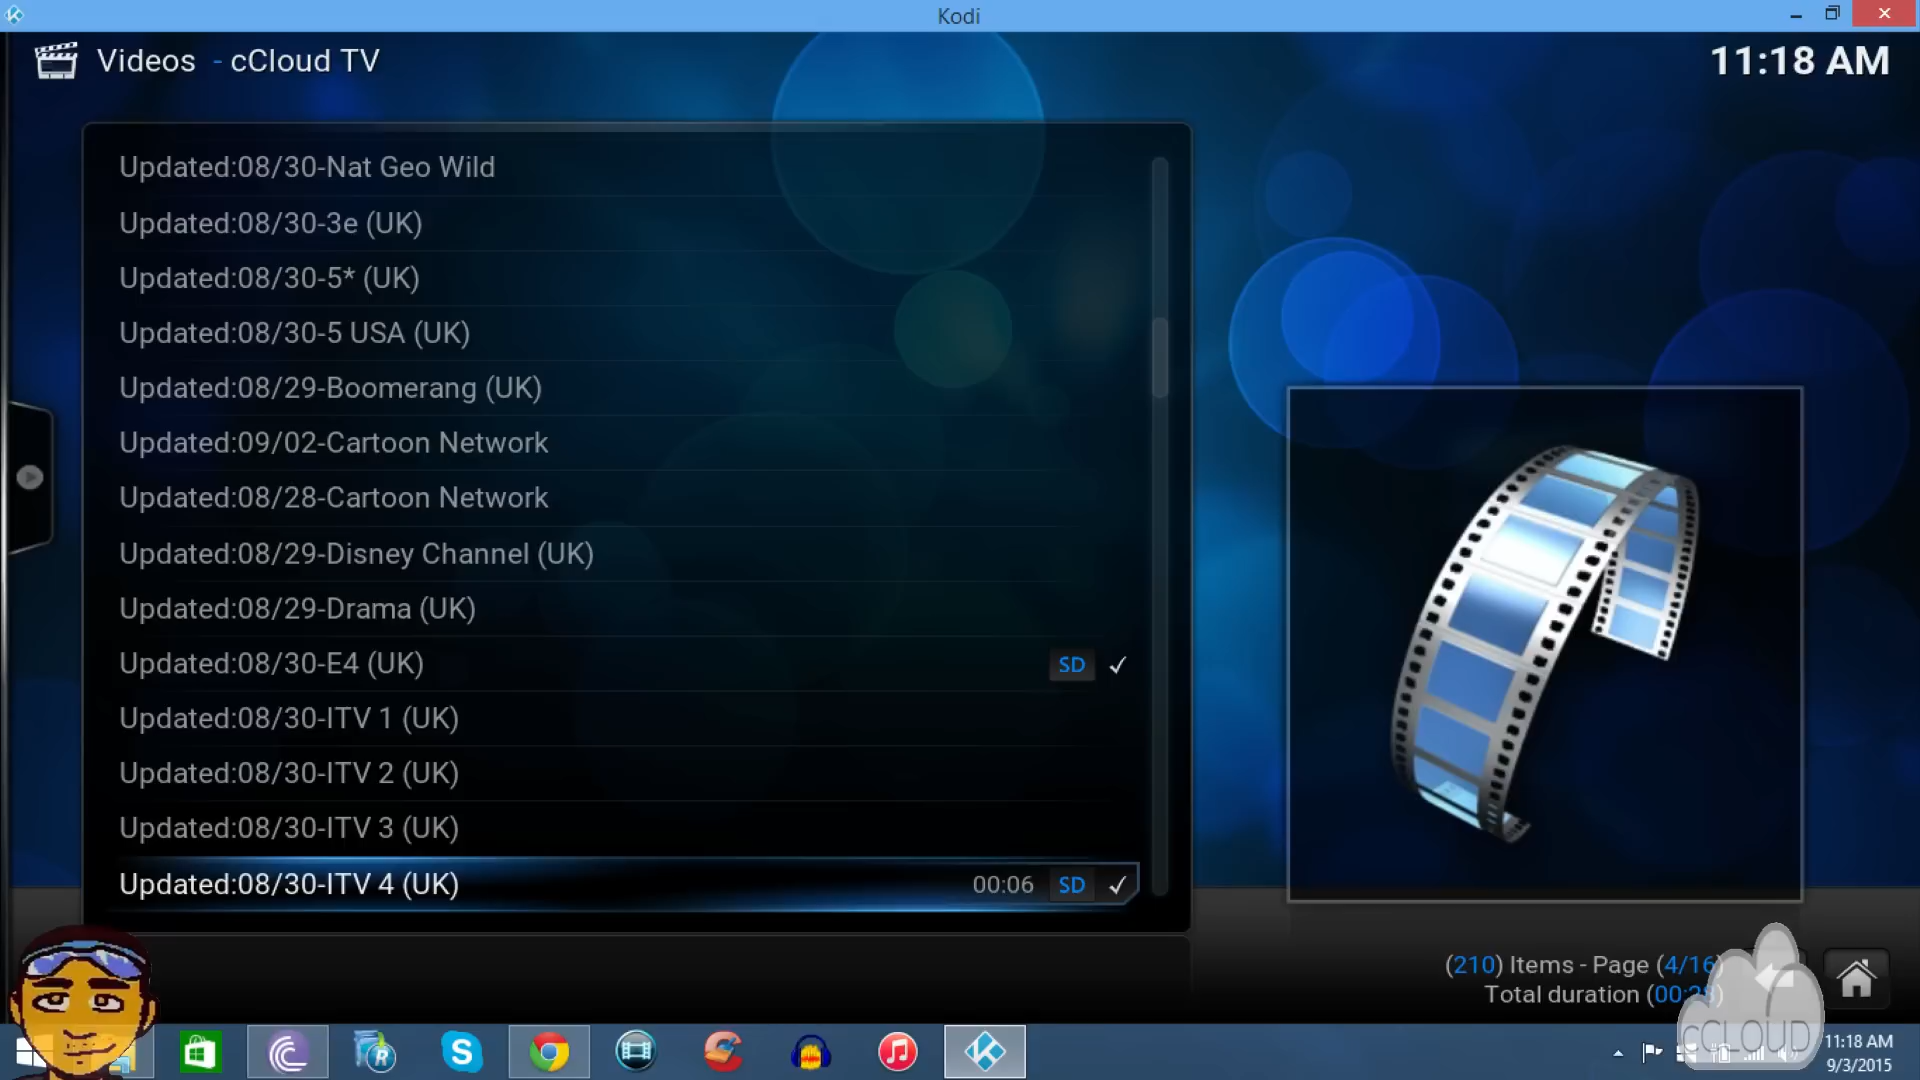 Kodi
Videos - cCloud TV
11:18 AM
Updated:08/30-Nat Geo Wild
Updated:08/30-3e (UK)
Updated:08/30-5* (UK)
Updated:08/30-5 USA (UK)
Updated:08/29-Boomerang (UK)
Updated:09/02-Cartoon Network
Updated:08/28-Cartoon Network
Updated:08/29-Disney Channel (UK)
Updated:08/29-Drama (UK)
Updated:08/30-E4 (UK) SD
Updated:08/30-ITV 1 (UK)
Updated:08/30-ITV 2 (UK)
Updated:08/30-ITV 3 (UK)
Updated:08/30-ITV 4 (UK) 00:06 SD
(210) Items - Page (4/16)
Total duration (00:28)
cCLOUD
11:18 AM
9/3/2015